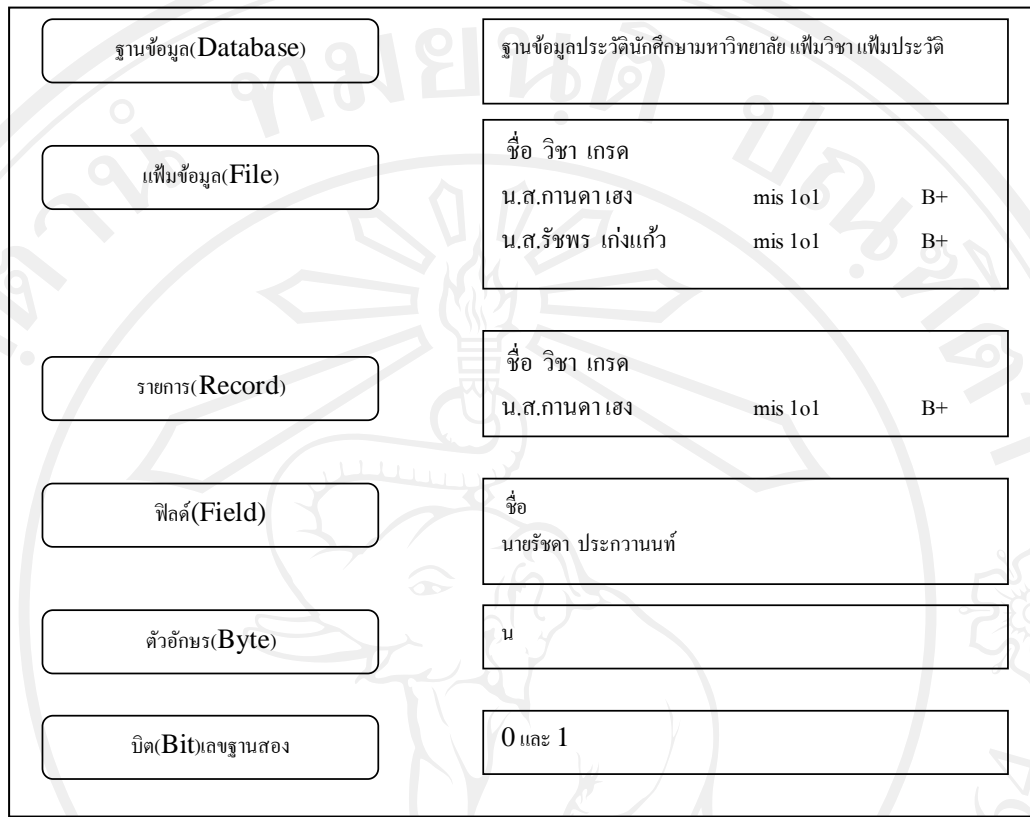 ฐานข้อมูล(Database)
ฐานข้อมูลประวัตินักศึกษามหาวิทยาลัย แฟ้มวิชา แฟ้มประวัติ
แฟ้มข้อมูล(File)
ชื่อ วิชา เกรด
น.ส.กานดา เฮง mis 1o1 B+
น.ส.รัชพร เก่งแก้ว mis 1o1 B+
รายการ(Record)
ชื่อ วิชา เกรด
น.ส.กานดา เฮง mis 1o1 B+
ฟิลด์(Field)
ชื่อ
นายรัชดา ประกวานนท์
ตัวอักษร(Byte)
น
บิต(Bit)เลขฐานสอง
0 และ 1